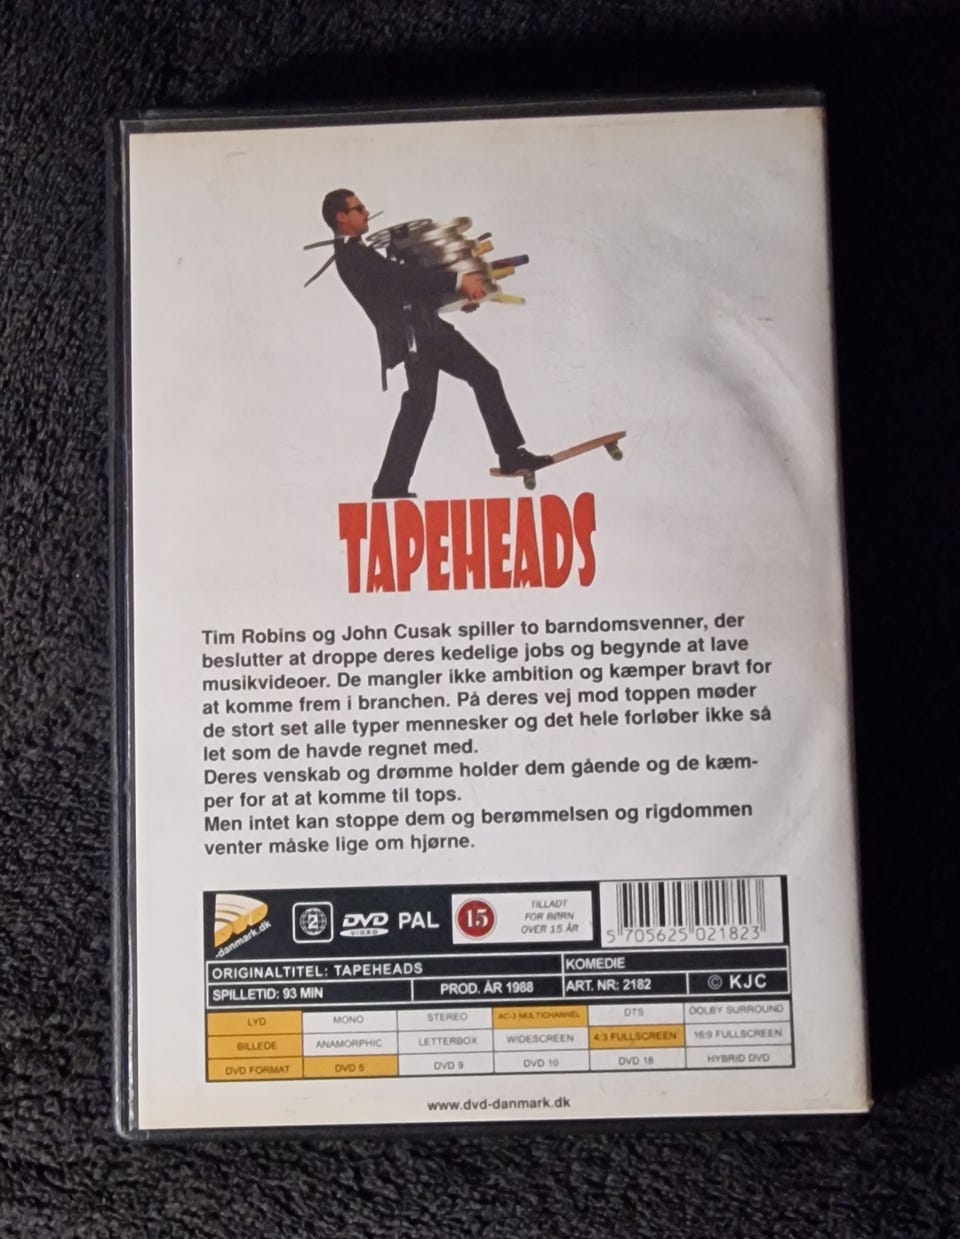 TAPEHEADS
Tim Robins og John Cusak spiller to barndomsvenner, der
beslutter at droppe deres kedelige jobs og begynde at lave
musikvideoer. De mangler ikke ambition og kæmper bravt for
at komme frem i branchen. På deres vej mod toppen møder
de stort set alle typer mennesker og det hele forløber ikke så
let som de havde regnet med.
Deres venskab og drømme holder dem gående og de kæm-
per for at at komme til tops.
Men intet kan stoppe dem og berømmelsen og rigdommen
venter måske lige om hjørne.
DVD-danmark.dk
2
DVD VIDEO
PAL
15
TILLADT
FOR BØRN
OVER 15 ÅR
5 705625 021823
ORIGINALTITEL: TAPEHEADS
KOMEDIE
SPILLETID: 93 MIN
PROD. ÅR 1988
ART. NR: 2182
© KJC
LYD MONO STEREO AC-3 MULTICHANNEL DTS DOLBY SURROUND
BILLEDE ANAMORPHIC LETTERBOX WIDESCREEN 4:3 FULLSCREEN 16:9 FULLSCREEN
DVD FORMAT DVD 5 DVD 9 DVD 10 DVD 18 HYBRID DVD
www.dvd-danmark.dk